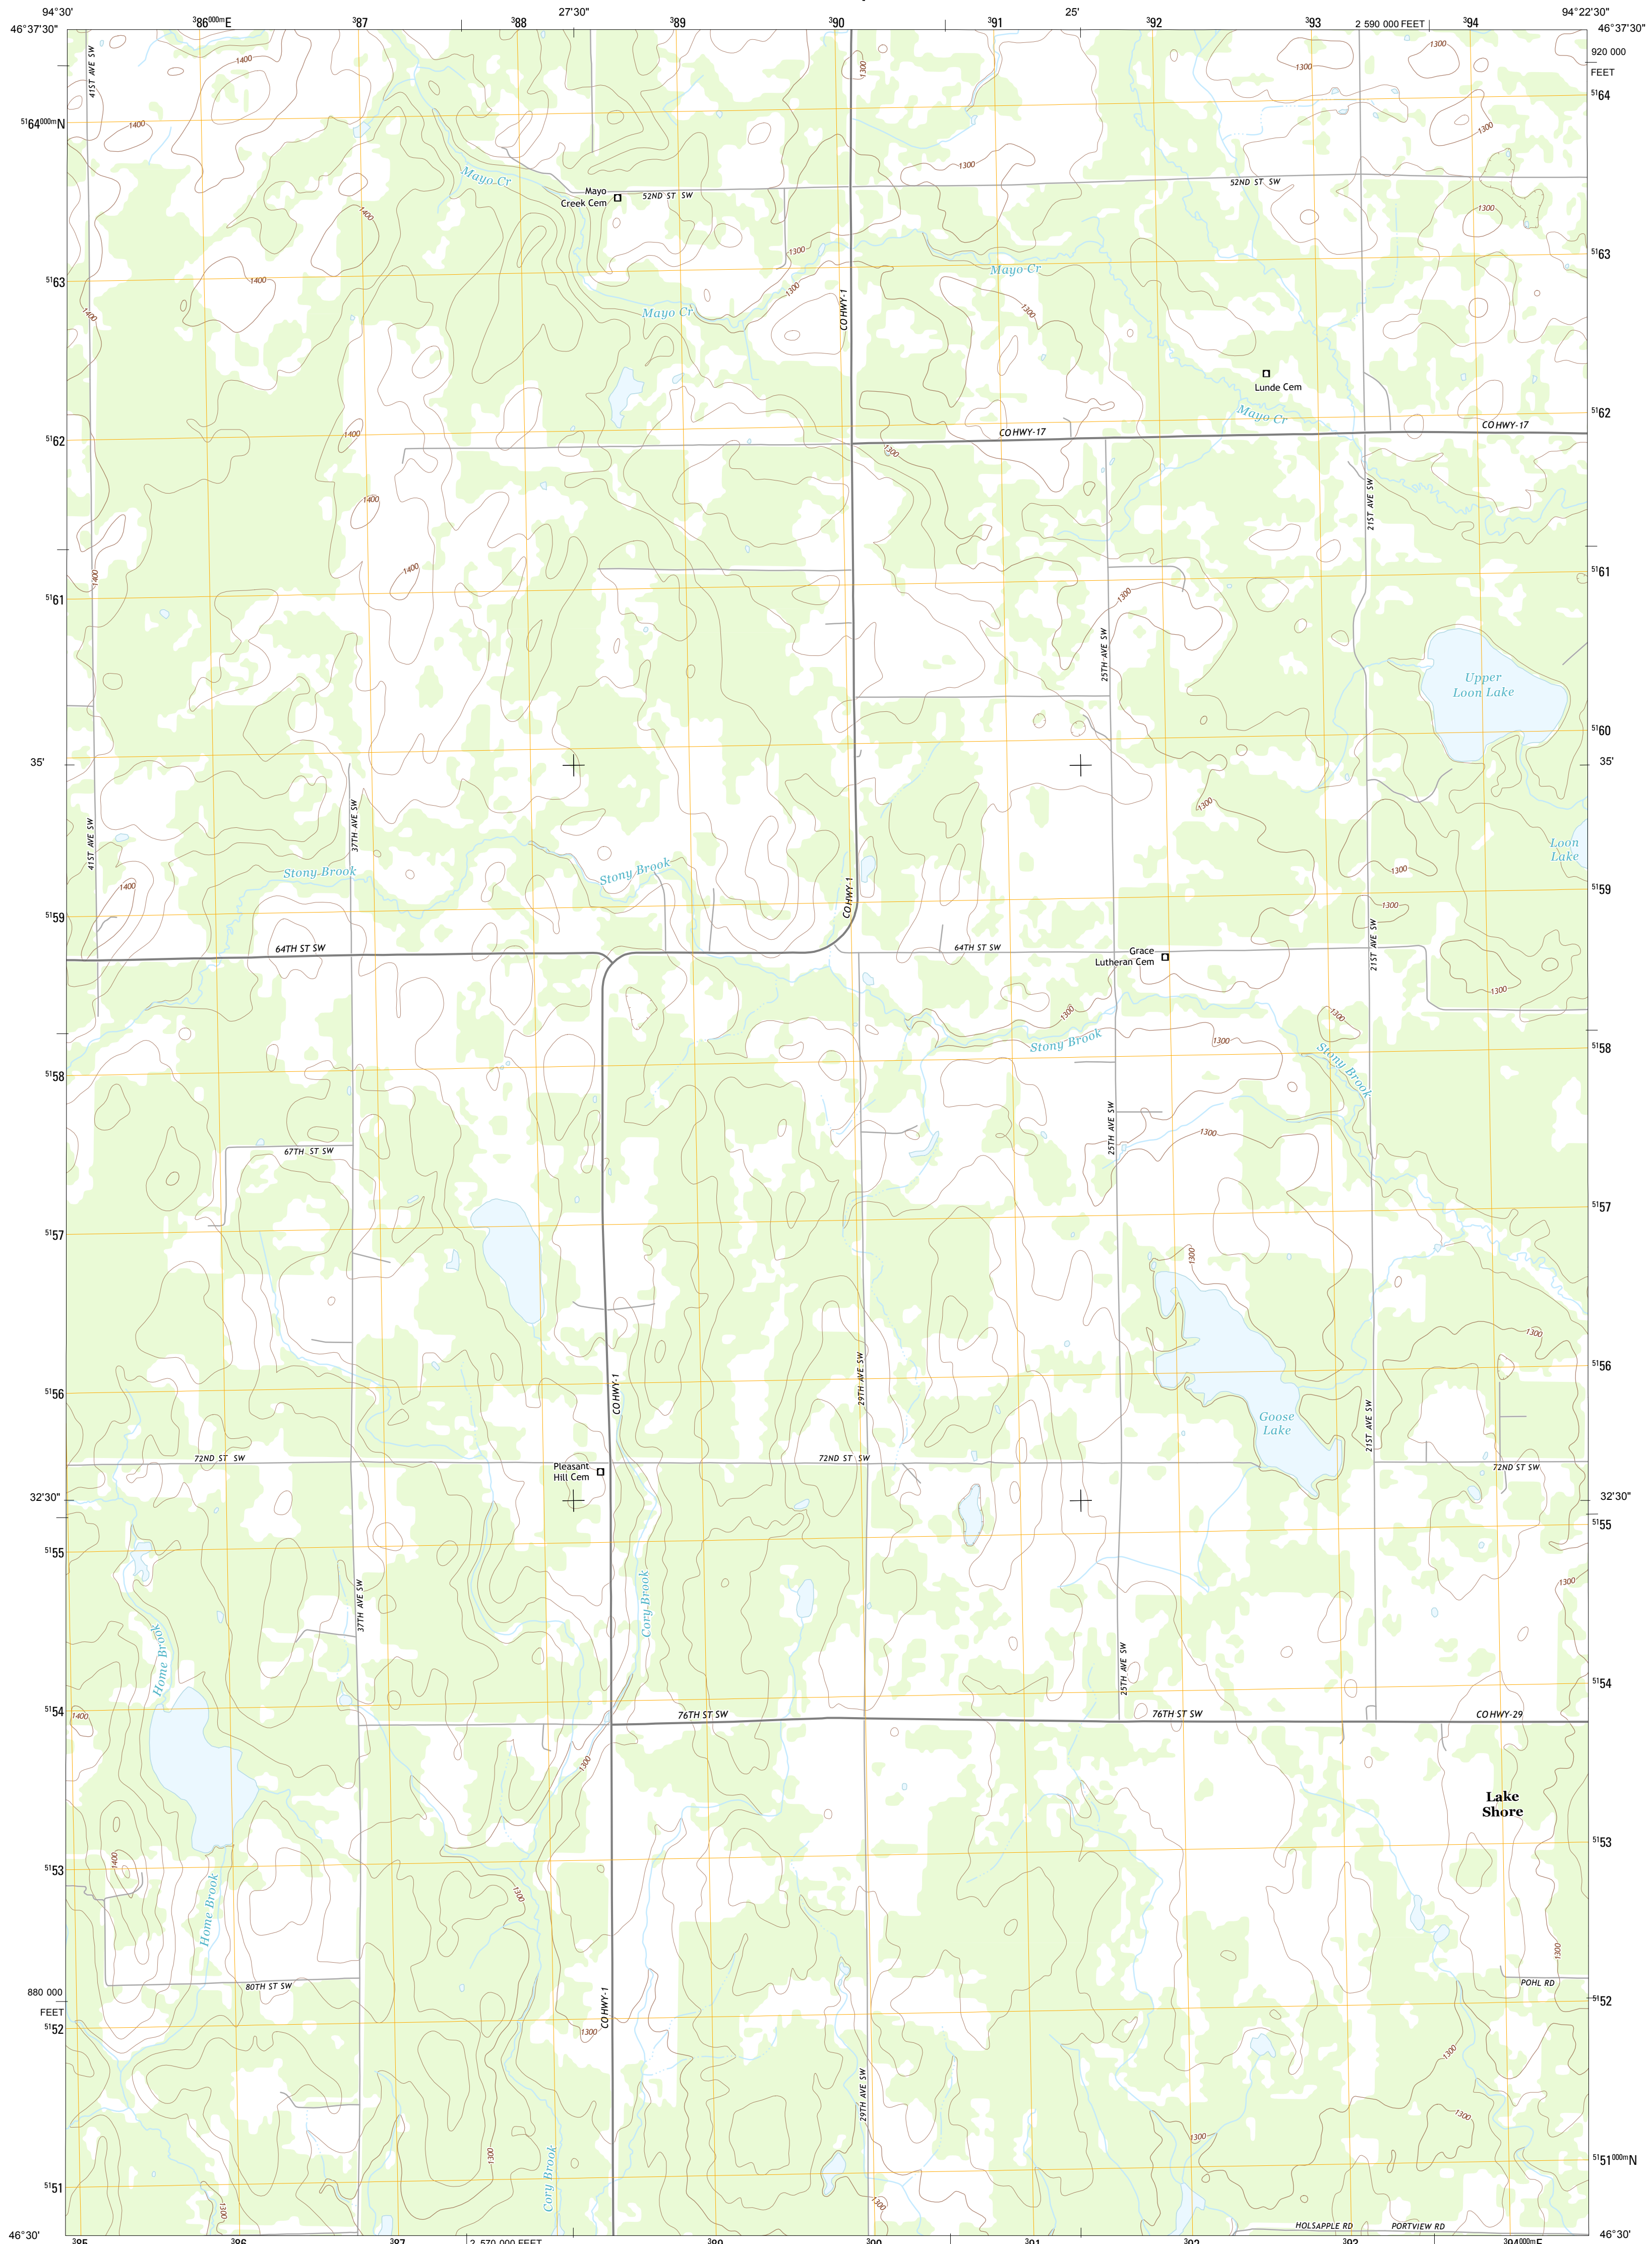 94°30'
³86⁰⁰⁰ᵐE
³87
³88
27'30"
³89
³90
³91
25'
³92
³93
2 590 000 FEET
³94
94°22'30"
46°37'30"
46°37'30"
920 000
FEET
41ST AVE SW
1400
1300
1300
1300
1300
⁵¹64
⁵¹64⁰⁰⁰ᵐN
1400
1300
1300
Mayo Cr
Mayo
Creek Cem
52ND ST SW
52ND ST SW
1400
1300
1300
⁵¹63
⁵¹63
Mayo Cr
1400
1300
1400
Mayo Cr
CO HWY-1
1300
Lunde Cem
Mayo Cr
⁵¹62
⁵¹62
1400
CO HWY-17
CO HWY-17
1300
1400
21ST AVE SW
1400
1400
⁵¹61
⁵¹61
1300
25TH AVE SW
Upper
Loon Lake
⁵¹60
35'
35'
1300
41ST AVE SW
37TH AVE SW
Loon
Lake
Stony Brook
Stony Brook
1300
1400
CO HWY-1
⁵¹59
⁵¹59
1300
64TH ST SW
64TH ST SW
Grace
Lutheran Cem
21ST AVE SW
1300
1300
1300
Stony Brook
1300
Stony Brook
⁵¹58
⁵¹58
25TH AVE SW
1300
67TH ST SW
⁵¹57
⁵¹57
1300
1300
29TH AVE SW
CO HWY-1
⁵¹56
⁵¹56
Goose
Lake
21ST AVE SW
72ND ST SW
72ND ST SW
72ND ST SW
Pleasant
Hill Cem
32'30"
32'30"
⁵¹55
⁵¹55
1300
37TH AVE SW
Cory Brook
Home Brook
25TH AVE SW
⁵¹54
⁵¹54
1400
76TH ST SW
76TH ST SW
CO HWY-29
1300
Lake
Shore
⁵¹53
⁵¹53
1400
1300
Home Brook
1300
80TH ST SW
POHL RD
880 000
FEET
CO HWY-1
⁵¹52
⁵¹52
1300
1300
29TH AVE SW
1300
1300
1300
Cory Brook
⁵¹51⁰⁰⁰ᵐN
⁵¹51
1300
1300
HOLSAPPLE RD
PORTVIEW RD
46°30'
46°30'